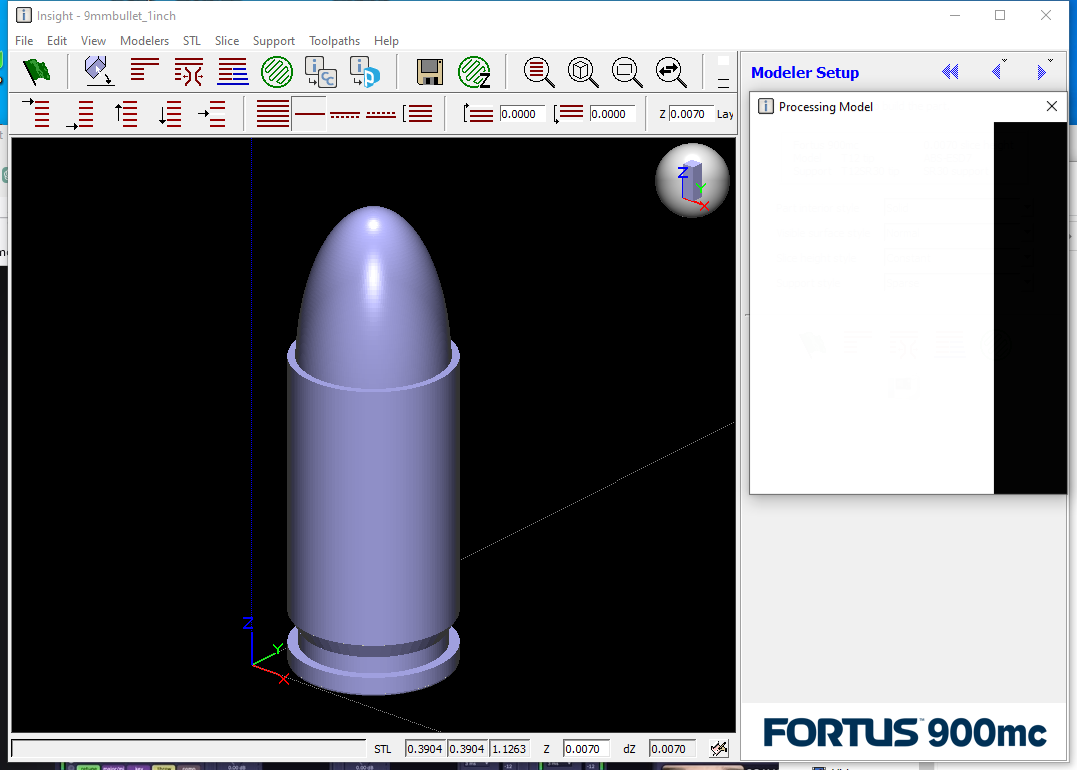 Insight - 9mmbullet_1inch
File Edit View Modelers STL Slice Support Toolpaths Help
Modeler Setup
Processing Model
0.0000 0.0000 Z 0.0070 Lay
Z
Y
X
Z
Y
X
STL 0.3904 0.3904 1.1263 Z 0.0070 dZ 0.0070
FORTUS™ 900mc